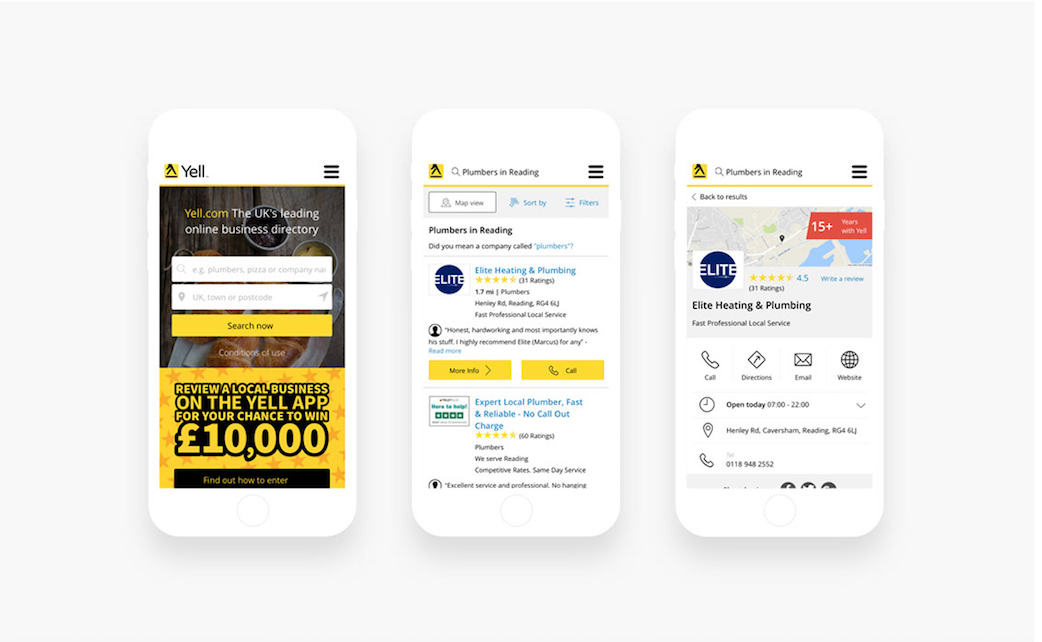 Yell
Yell.com The UK's leading
online business directory
e.g. plumbers, pizza or company nar
UK, town or postcode
Search now
Conditions of use
REVIEW A LOCAL BUSINESS
ON THE YELL APP
FOR YOUR CHANCE TO WIN
£10,000
Find out how to enter
Plumbers in Reading
Map view
Sort by
Filters
Plumbers in Reading
Did you mean a company called "plumbers"?
ELITE
Elite Heating & Plumbing
(31 Ratings)
1.7 mi | Plumbers
Henley Rd, Reading, RG4 6LJ
Fast Professional Local Service
"Honest, hardworking and most importantly knows
his stuff. I highly recommend Elite (Marcus) for any" -
Read more
More Info
Call
Here to help!
Expert Local Plumber, Fast
& Reliable - No Call Out
Charge
(60 Ratings)
Plumbers
We serve Reading
Competitive Rates. Same Day Service
"Excellent service and professional. No hanging
Plumbers in Reading
Back to results
15+ Years
with Yell
ELITE
4.5
Write a review
(31 Ratings)
Elite Heating & Plumbing
Fast Professional Local Service
Call
Directions
Email
Website
Open today 07:00 - 22:00
Henley Rd, Caversham, Reading, RG4 6LJ
Tel
0118 948 2552